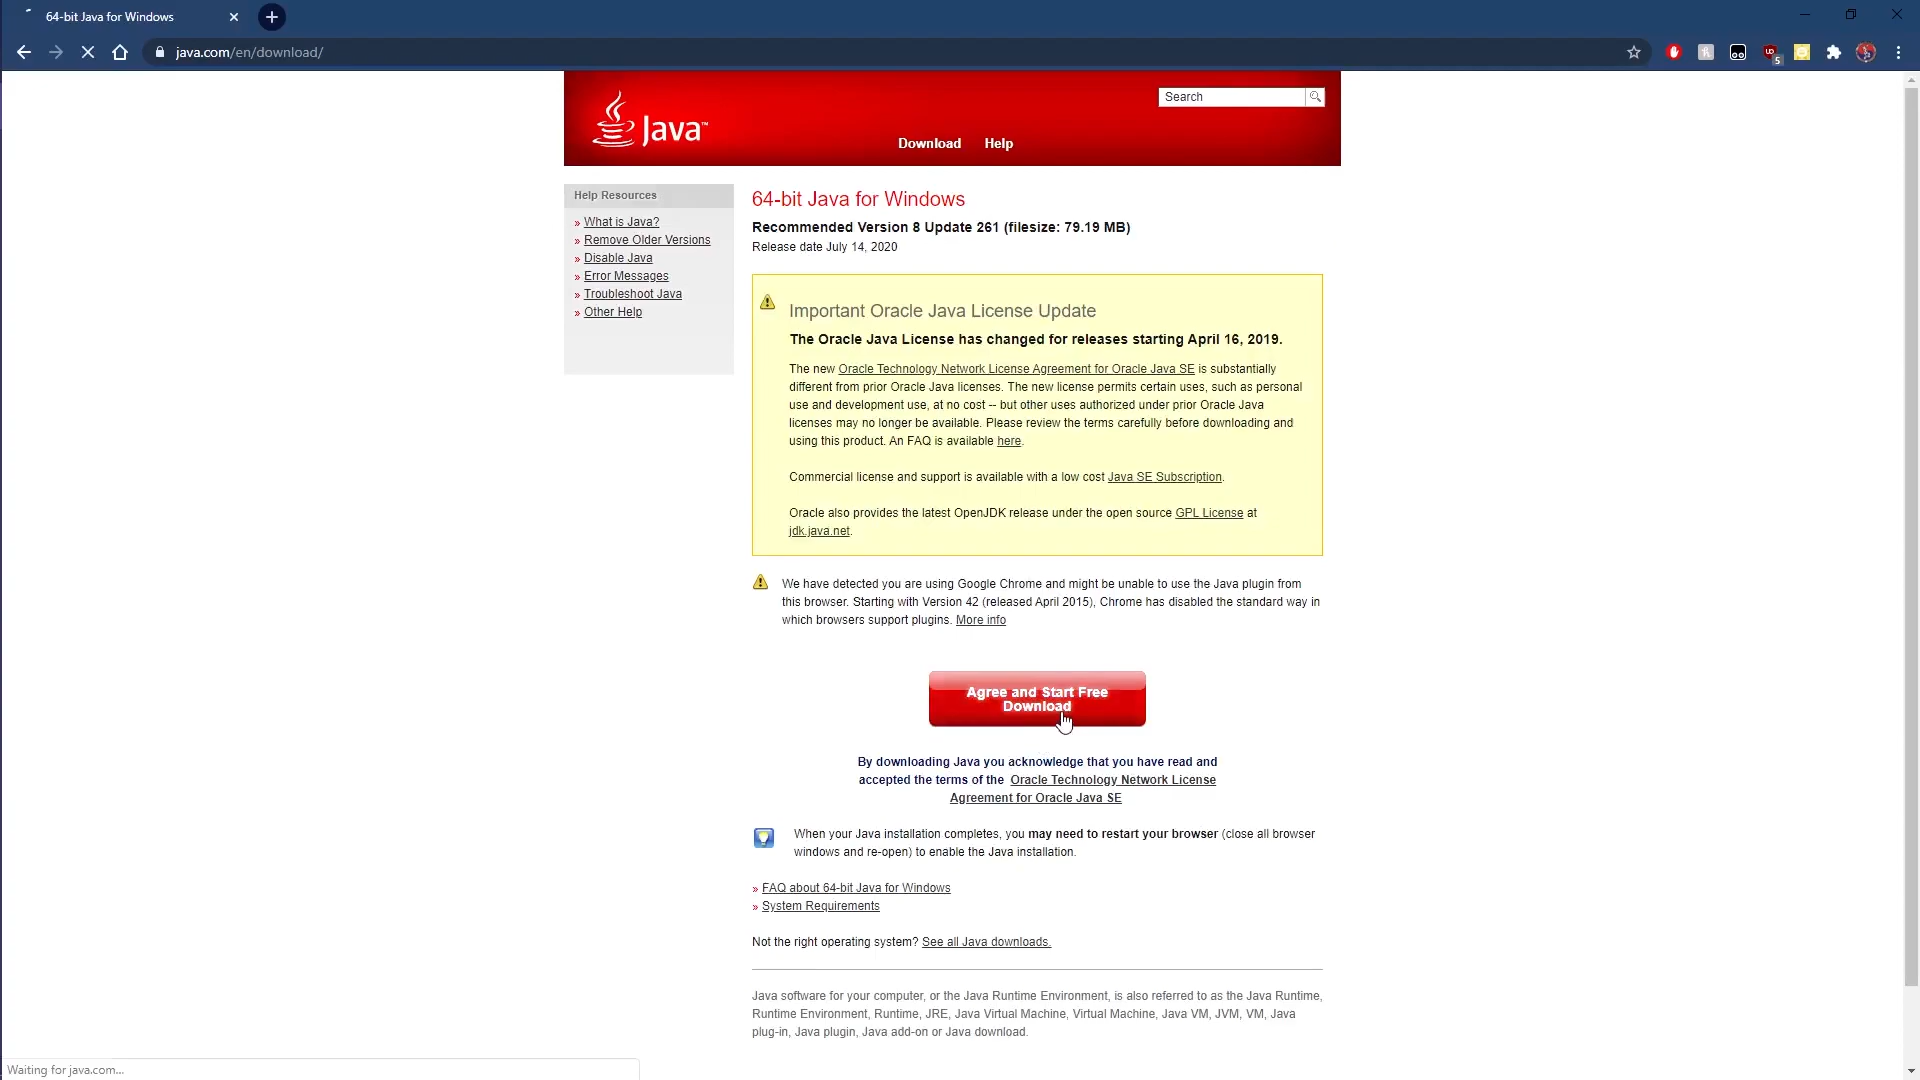 64-bit Java for Windows
java.com/en/download/
5
Java™
Search
Download Help
Help Resources
» What is Java?
» Remove Older Versions
» Disable Java
» Error Messages
» Troubleshoot Java
» Other Help
64-bit Java for Windows
Recommended Version 8 Update 261 (filesize: 79.19 MB)
Release date July 14, 2020
Important Oracle Java License Update
The Oracle Java License has changed for releases starting April 16, 2019.
The new Oracle Technology Network License Agreement for Oracle Java SE is substantially
different from prior Oracle Java licenses. The new license permits certain uses, such as personal
use and development use, at no cost -- but other uses authorized under prior Oracle Java
licenses may no longer be available. Please review the terms carefully before downloading and
using this product. An FAQ is available here.
Commercial license and support is available with a low cost Java SE Subscription.
Oracle also provides the latest OpenJDK release under the open source GPL License at
jdk.java.net.
We have detected you are using Google Chrome and might be unable to use the Java plugin from
this browser. Starting with Version 42 (released April 2015), Chrome has disabled the standard way in
which browsers support plugins. More info
Agree and Start Free
Download
By downloading Java you acknowledge that you have read and
accepted the terms of the Oracle Technology Network License
Agreement for Oracle Java SE
When your Java installation completes, you may need to restart your browser (close all browser
windows and re-open) to enable the Java installation.
» FAQ about 64-bit Java for Windows
» System Requirements
Not the right operating system? See all Java downloads.
Java software for your computer, or the Java Runtime Environment, is also referred to as the Java Runtime,
Runtime Environment, Runtime, JRE, Java Virtual Machine, Virtual Machine, Java VM, JVM, VM, Java
plug-in, Java plugin, Java add-on or Java download.
Waiting for java.com...